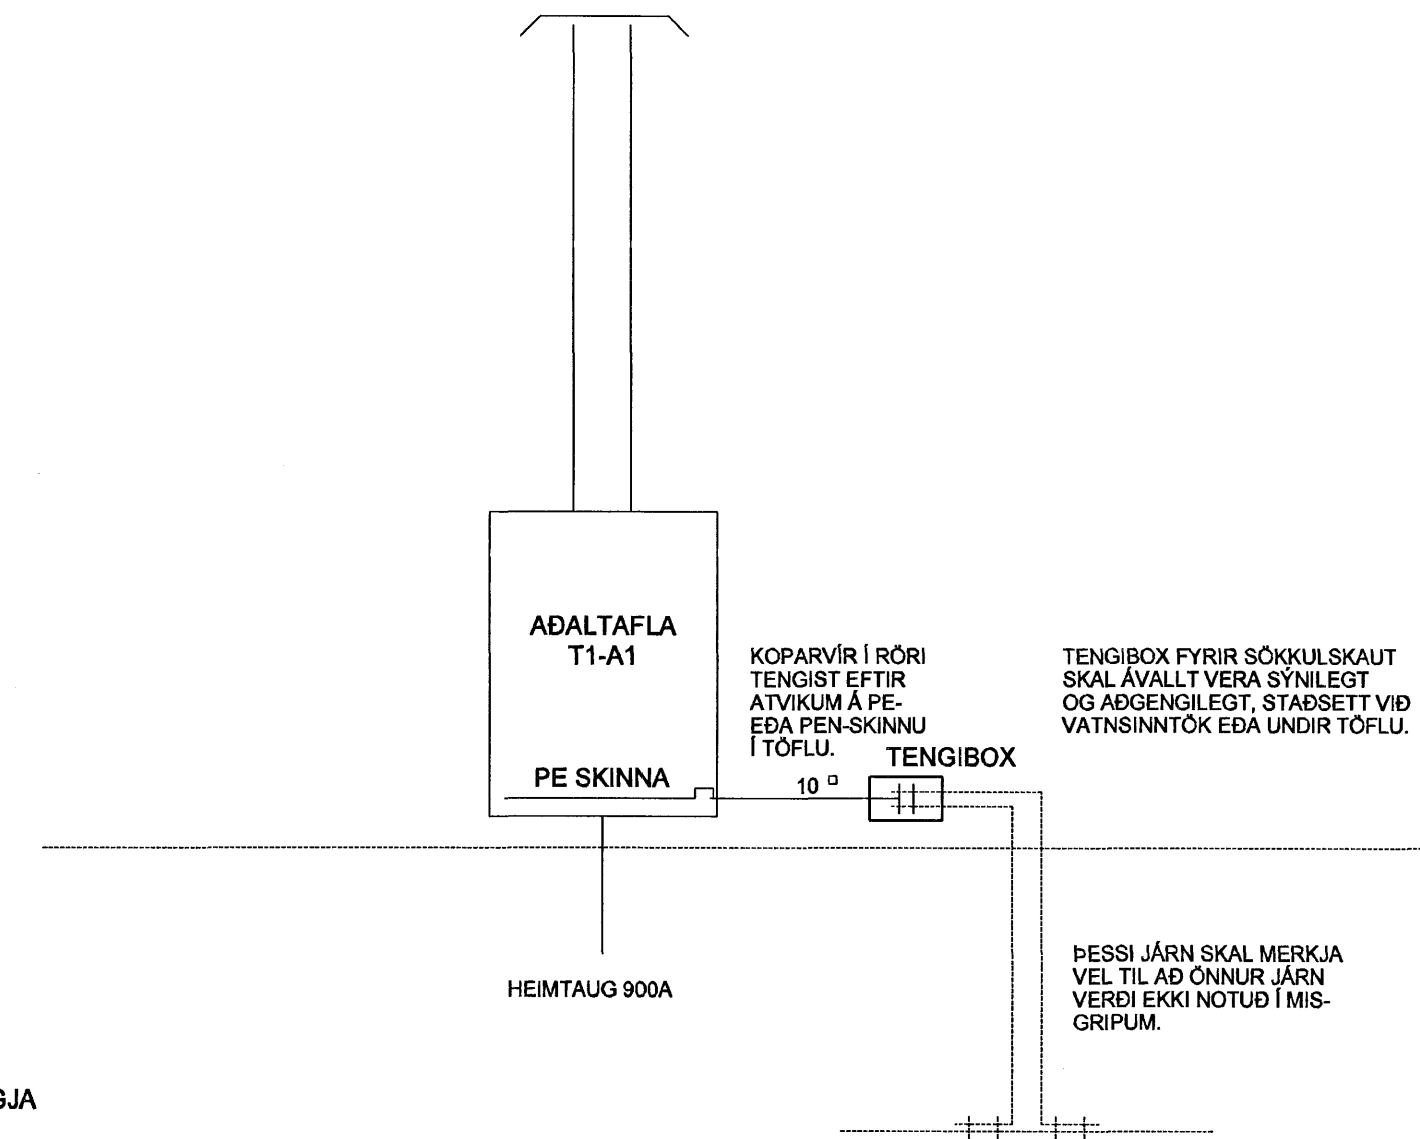 AÐALTAFLA
T1-A1
KOPARVÍR Í RÖRI
TENGIST EFTIR
ATVIKUM Á PE-
EÐA PEN-SKINNU
Í TÖFLU.
TENGIBOX FYRIR SÖKKULSKAUT
SKAL ÁVALLT VERA SÝNILEGT
OG AÐGENGILEGT, STAÐSETT VIÐ
VATNSINNTÖK EÐA UNDIR TÖFLU.
TENGIBOX
PE SKINNA
10 □
HEIMTAUG 900A
ÞESSI JÁRN SKAL MERKJA
VEL TIL AÐ ÖNNUR JÁRN
VERÐI EKKI NOTUÐ Í MIS-
GRIPUM.
GJA